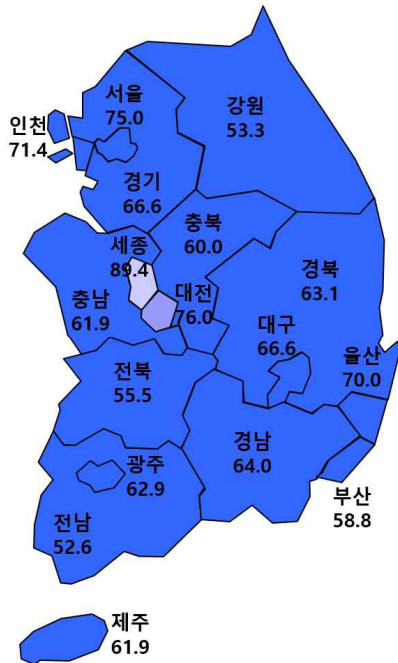 서울
75.0
강원
53.3
인천
71.4
경기
66.6
충북
60.0
세종
89.4
경북
63.1
충남
61.9
대전
76.0
대구
66.6
울산
70.0
전북
55.5
경남
64.0
광주
62.9
부산
58.8
전남
52.6
제주
61.9